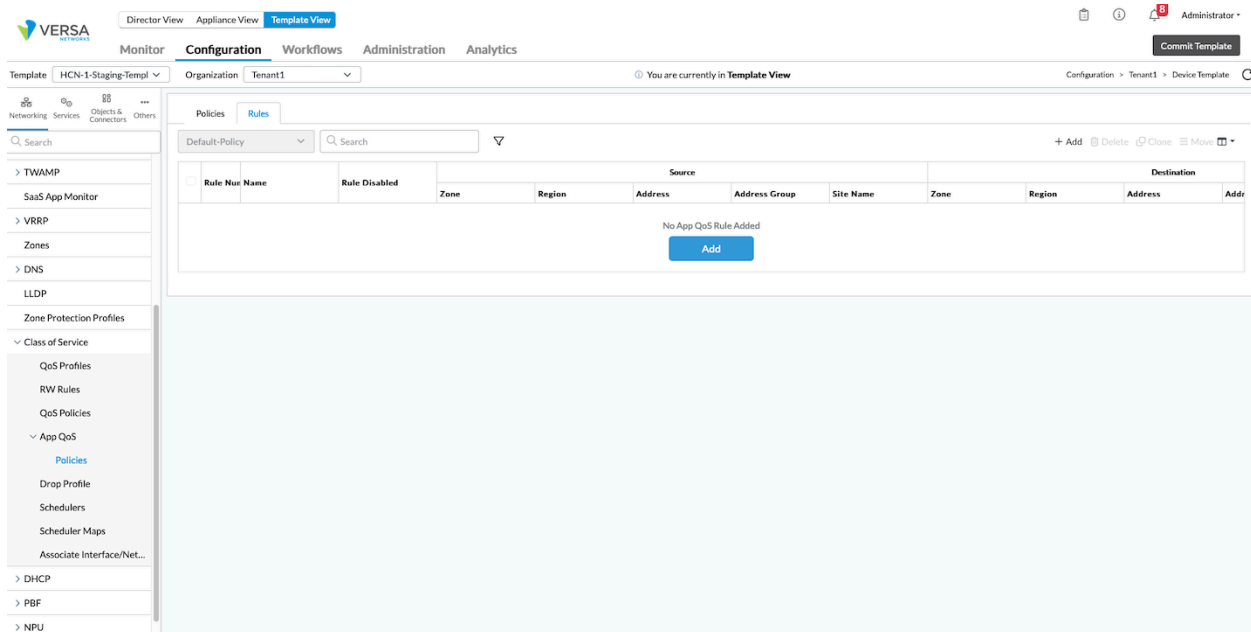 VERSA
NETWORKS
Director View Appliance View Template View
8
Administrator
Monitor Configuration Workflows Administration Analytics
Commit Template
Template HCN-1-Staging-Templ Organization Tenant1
You are currently in Template View
Configuration > Tenant1 > Device Template
Networking Services Objects & Connectors Others
Search
Policies Rules
Default-Policy Search
+ Add Delete Clone Move
TWAMP
SaaS App Monitor
VRRP
Zones
DNS
LLDP
Zone Protection Profiles
Class of Service
QoS Profiles
RW Rules
QoS Policies
App QoS
Policies
Drop Profile
Schedulers
Scheduler Maps
Associate Interface/Net...
DHCP
PBF
NPU
Rule Nur Name Rule Disabled Source Destination
Zone Region Address Address Group Site Name Zone Region Address Addr
No App QoS Rule Added
Add